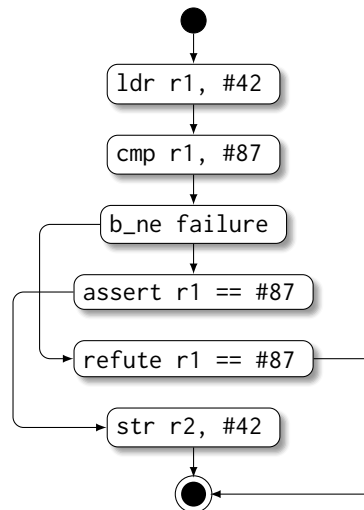 ldr r1, #42
cmp r1, #87
b_ne failure
assert r1 == #87
refute r1 == #87
str r2, #42